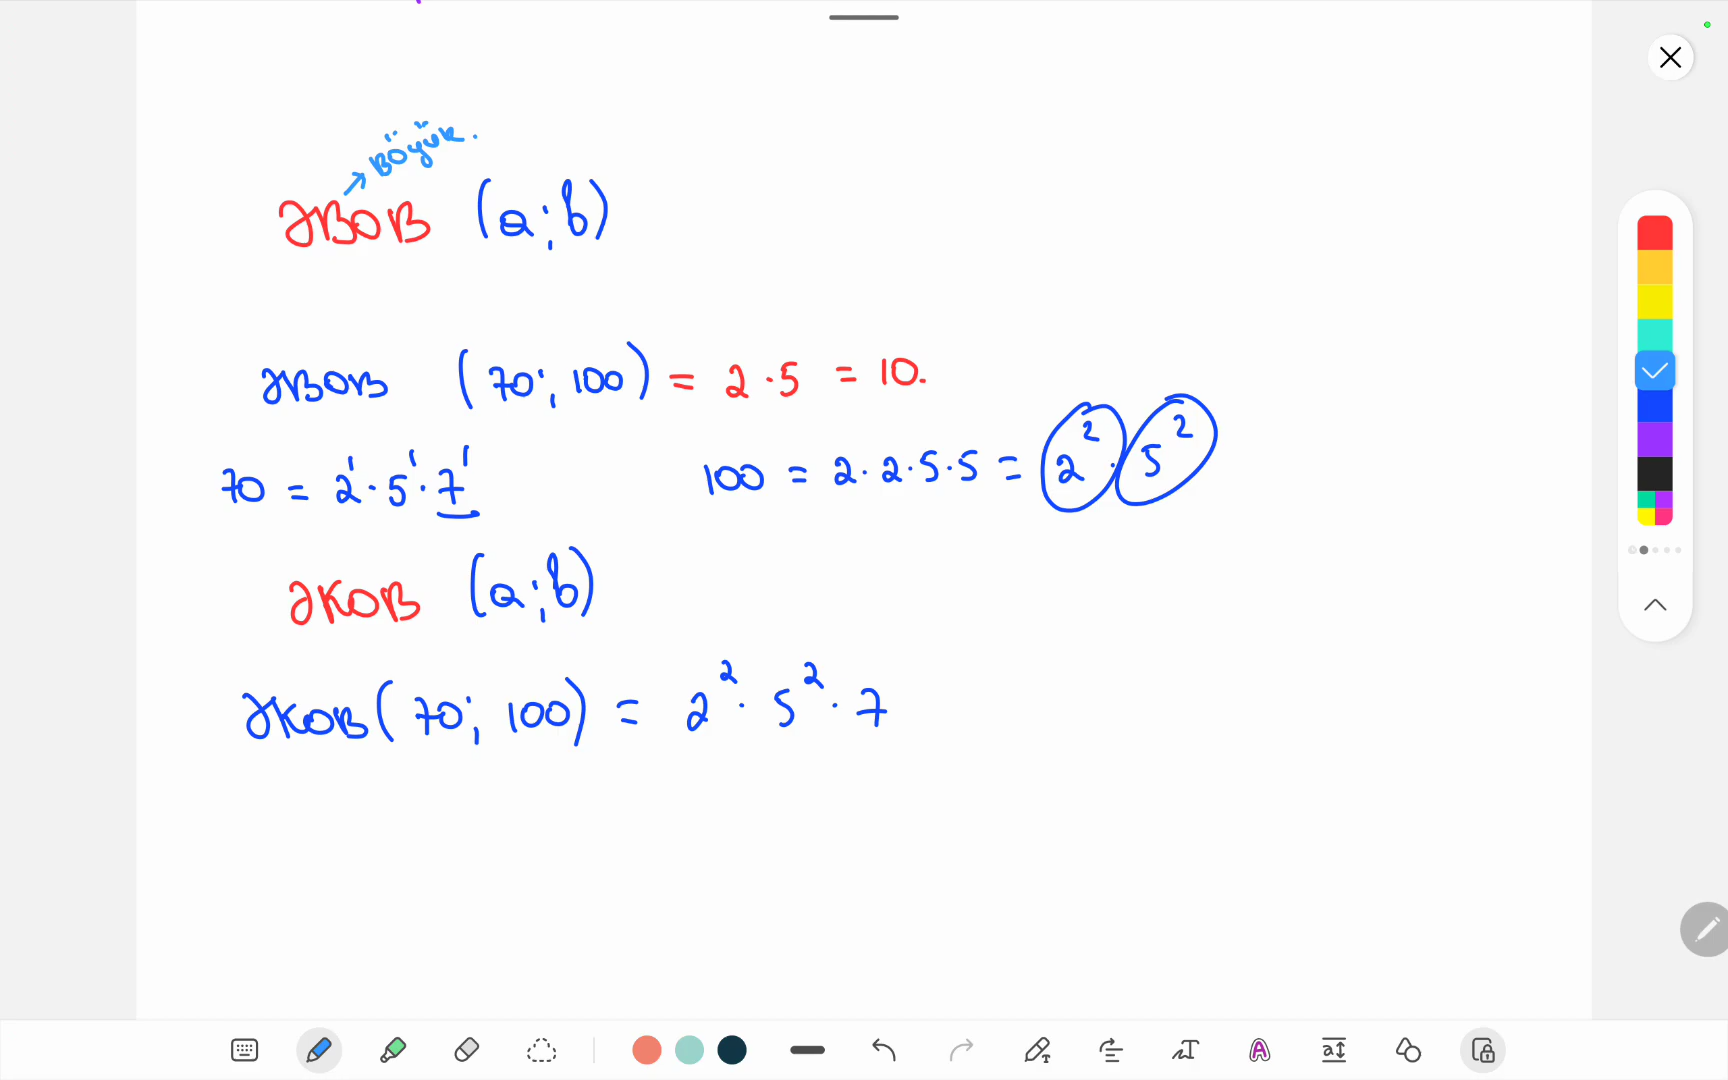 Böyük.
ƏBOB (a;b)
ƏBOB (70; 100) = 2 · 5 = 10.
70 = 2¹ · 5¹ · 7¹
100 = 2 · 2 · 5 · 5 = 2² · 5²
ƏKOB (a;b)
ƏKOB (70; 100) = 2² · 5² · 7